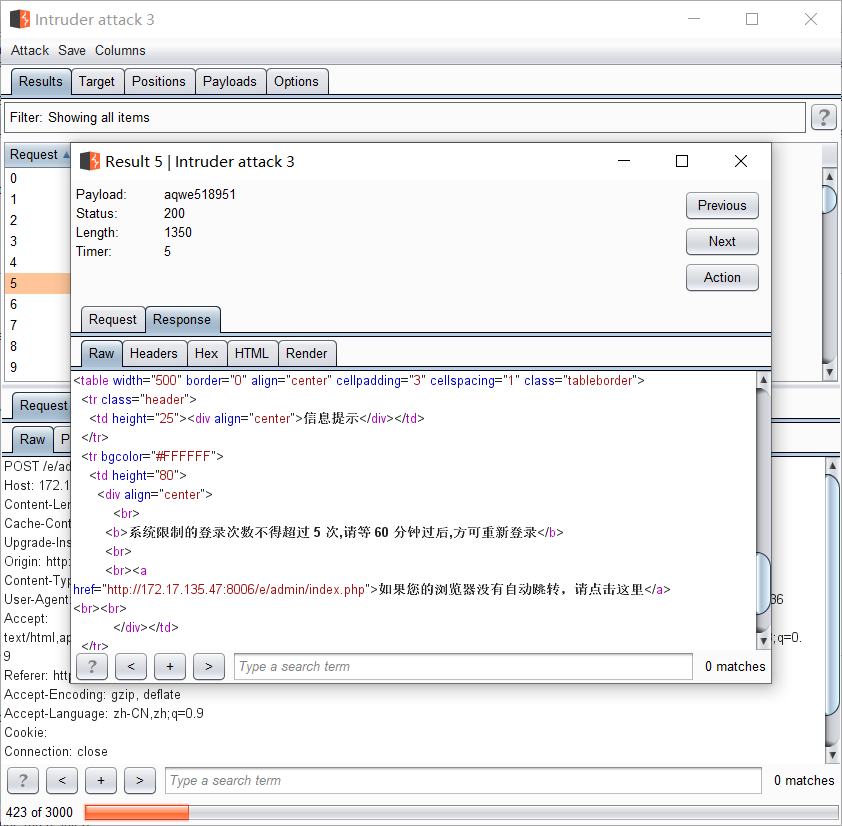 Intruder attack 3
Attack Save Columns
Results Target Positions Payloads Options
Filter: Showing all items
?
Request
0
1
2
3
4
5
6
7
8
9
Result 5 | Intruder attack 3
Payload: aqwe518951
Status: 200
Length: 1350
Timer: 5
Previous
Next
Action
Request Response
Raw Headers Hex HTML Render
<table width="500" border="0" align="center" cellpadding="3" cellspacing="1" class="tableborder">
<tr class="header">
<td height="25"><div align="center">信息提示</div></td>
</tr>
<tr bgcolor="#FFFFFF">
<td height="80">
<div align="center">
<br>
<b>系统限制的登录次数不得超过 5 次,请等 60 分钟过后,方可重新登录</b>
<br>
<br><a
href="http://172.17.135.47:8006/e/admin/index.php">如果您的浏览器没有自动跳转，请点击这里</a>
<br><br>
</div></td>
</tr>
? < + > Type a search term 0 matches
Request
Raw P
POST /e/ad
Host: 172.1
Content-Len
Cache-Cont
Upgrade-Ins
Origin: http:
Content-Typ
User-Agent 36
Accept:
text/html,ap ;q=0.
9
Referer: http
Accept-Encoding: gzip, deflate
Accept-Language: zh-CN,zh;q=0.9
Cookie:
Connection: close
? < + > Type a search term 0 matches
423 of 3000